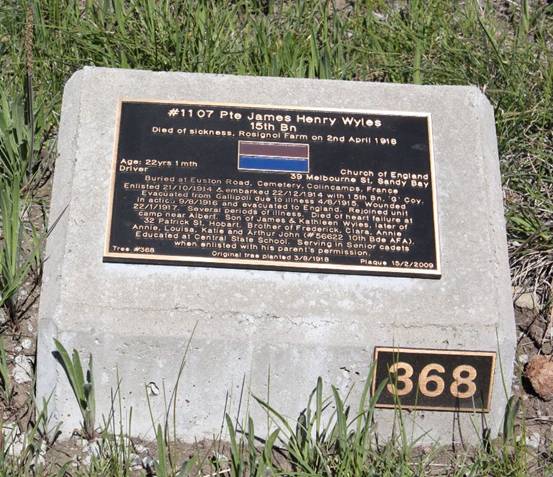 #1107 Pte James Henry Wyles
15th Bn
Died of sickness, Rosignol Farm on 2nd April 1918
Age: 22yrs 1mth Church of England
Driver 39 Melbourne St, Sandy Bay
Buried at Euston Road, Cemetery, Colincamps, France
Enlisted 21/10/1914 & embarked 22/12/1914 with 15th Bn, 'G' Coy.
Evacuated from Gallipoli due to illness 4/8/1915. Wounded
in action, 9/8/1916 and evacuated to England. Rejoined unit
22/1/1917. Several periods of illness. Died of heart failure at
camp near Albert. Son of James & Kathleen Wyles, later of
32 Patrick St, Hobart. Brother of Frederick, Clara, Annie
Annie, Louisa, Katie and Arthur John (#56622 10th Bde AFA).
Educated at Central State School. Serving in Senior cadets
when enlisted with his parent's permission.
Tree #368 Original tree planted 3/8/1918 Plaque 15/2/2009
368